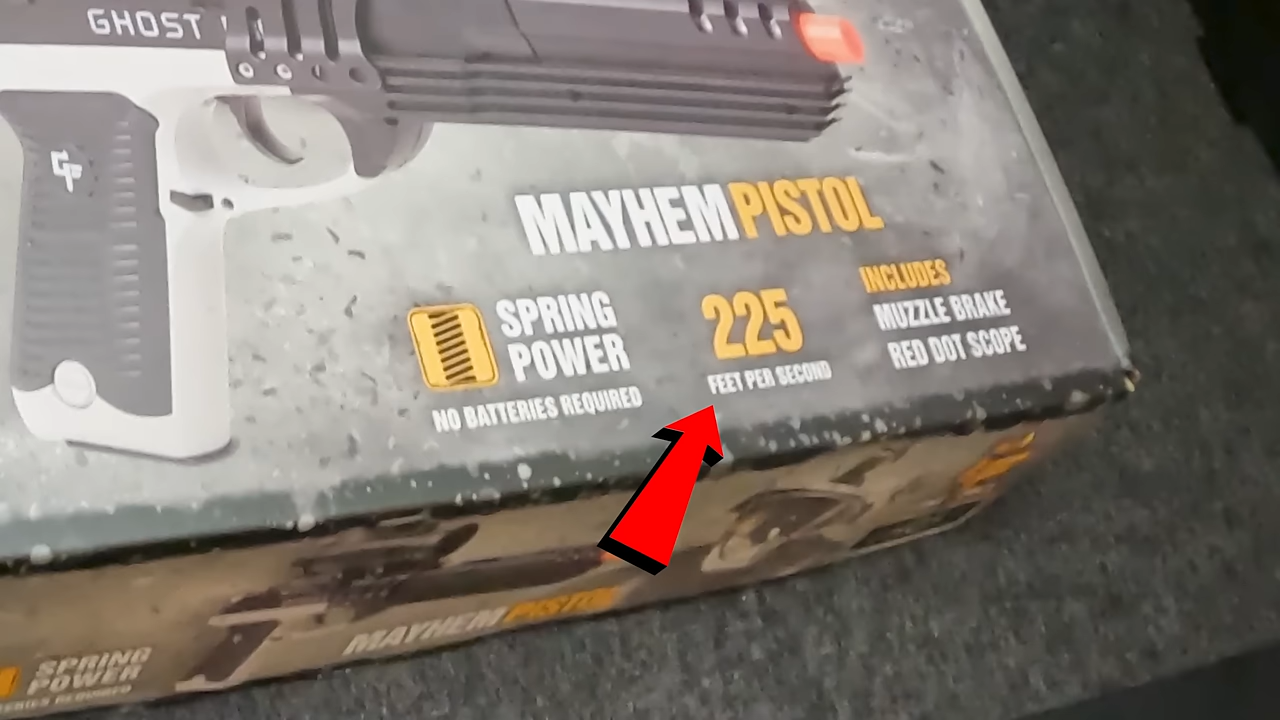 GHOST
MAYHEM PISTOL
SPRING
POWER
NO BATTERIES REQUIRED
225
FEET PER SECOND
INCLUDES
MUZZLE BRAKE
RED DOT SCOPE
MAYHEM PISTOL
SPRING
POWER